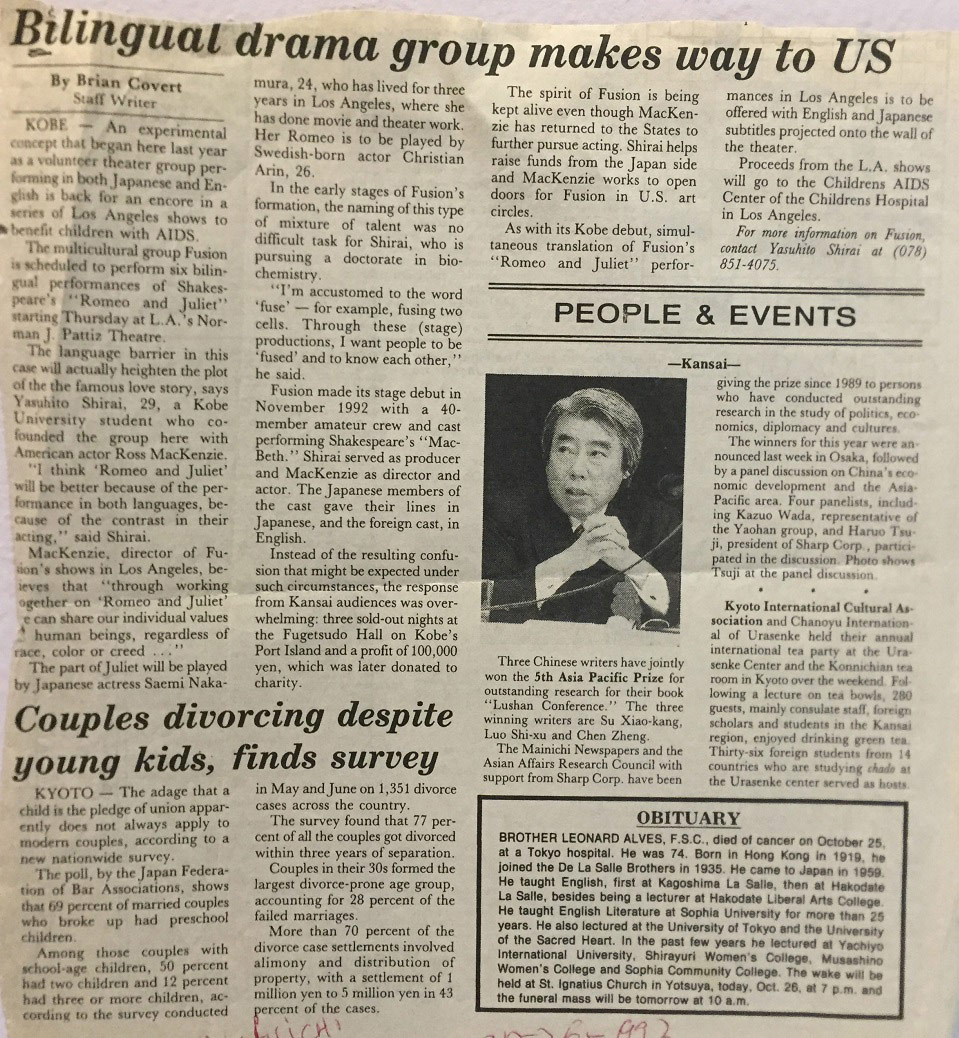 Bilingual drama group makes way to US
By Brian Covert
Staff Writer
KOBE — An experimental
concept that began here last year
as a volunteer theater group per-
forming in both Japanese and En-
glish is back for an encore in a
series of Los Angeles shows to
benefit children with AIDS.
The multicultural group Fusion
is scheduled to perform six bilin-
gual performances of Shakes-
peare's "Romeo and Juliet"
starting Thursday at L.A.'s Nor-
man J. Pattiz Theatre.
The language barrier in this
case will actually heighten the plot
of the the famous love story, says
Yasuhito Shirai, 29, a Kobe
University student who co-
founded the group here with
American actor Ross MacKenzie.
"I think 'Romeo and Juliet'
will be better because of the per-
formance in both languages, be-
cause of the contrast in their
acting," said Shirai.
MacKenzie, director of Fu-
sion's shows in Los Angeles, be-
ieves that "through working
ogether on 'Romeo and Juliet'
e can share our individual values
human beings, regardless of
race, color or creed ..."
The part of Juliet will be played
by Japanese actress Saemi Naka-
mura, 24, who has lived for three
years in Los Angeles, where she
has done movie and theater work.
Her Romeo is to be played by
Swedish-born actor Christian
Arin, 26.
In the early stages of Fusion's
formation, the naming of this type
of mixture of talent was no
difficult task for Shirai, who is
pursuing a doctorate in bio-
chemistry.
"I'm accustomed to the word
'fuse' — for example, fusing two
cells. Through these (stage)
productions, I want people to be
'fused' and to know each other,"
he said.
Fusion made its stage debut in
November 1992 with a 40-
member amateur crew and cast
performing Shakespeare's "Mac-
Beth." Shirai served as producer
and MacKenzie as director and
actor. The Japanese members of
the cast gave their lines in
Japanese, and the foreign cast, in
English.
Instead of the resulting confu-
sion that might be expected under
such circumstances, the response
from Kansai audiences was over-
whelming: three sold-out nights at
the Fugetsudo Hall on Kobe's
Port Island and a profit of 100,000
yen, which was later donated to
charity.
The spirit of Fusion is being
kept alive even though MacKen-
zie has returned to the States to
further pursue acting. Shirai helps
raise funds from the Japan side
and MacKenzie works to open
doors for Fusion in U.S. art
circles.
As with its Kobe debut, simul-
taneous translation of Fusion's
"Romeo and Juliet" perfor-
mances in Los Angeles is to be
offered with English and Japanese
subtitles projected onto the wall of
the theater.
Proceeds from the L.A. shows
will go to the Childrens AIDS
Center of the Childrens Hospital
in Los Angeles.
For more information on Fusion,
contact Yasuhito Shirai at (078)
851-4075.
PEOPLE & EVENTS
—Kansai—
Three Chinese writers have jointly
won the 5th Asia Pacific Prize for
outstanding research for their book
"Lushan Conference." The three
winning writers are Su Xiao-kang,
Luo Shi-xu and Chen Zheng.
The Mainichi Newspapers and the
Asian Affairs Research Council with
support from Sharp Corp. have been
giving the prize since 1989 to persons
who have conducted outstanding
research in the study of politics, eco-
nomics, diplomacy and cultures.
The winners for this year were an-
nounced last week in Osaka, followed
by a panel discussion on China's eco-
nomic development and the Asia-
Pacific area. Four panelists, includ-
ing Kazuo Wada, representative of
the Yaohan group, and Haruo Tsu-
ji, president of Sharp Corp., partici-
pated in the discussion. Photo shows
Tsuji at the panel discussion.
Kyoto International Cultural As-
sociation and Chanoyu Internation-
al of Urasenke held their annual
international tea party at the Ura-
senke Center and the Konnichian tea
room in Kyoto over the weekend. Fol-
lowing a lecture on tea bowls, 280
guests, mainly consulate staff, foreign
scholars and students in the Kansai
region, enjoyed drinking green tea.
Thirty-six foreign students from 14
countries who are studying chado at
the Urasenke center served as hosts.
Couples divorcing despite
young kids, finds survey
KYOTO — The adage that a
child is the pledge of union appar-
ently does not always apply to
modern couples, according to a
new nationwide survey.
The poll, by the Japan Federa-
tion of Bar Associations, shows
that 69 percent of married couples
who broke up had preschool
children.
Among those couples with
school-age children, 50 percent
had two children and 12 percent
had three or more children, ac-
cording to the survey conducted
in May and June on 1,351 divorce
cases across the country.
The survey found that 77 per-
cent of all the couples got divorced
within three years of separation.
Couples in their 30s formed the
largest divorce-prone age group,
accounting for 28 percent of the
failed marriages.
More than 70 percent of the
divorce case settlements involved
alimony and distribution of
property, with a settlement of 1
million yen to 5 million yen in 43
percent of the cases.
OBITUARY
BROTHER LEONARD ALVES, F.S.C., died of cancer on October 25,
at a Tokyo hospital. He was 74. Born in Hong Kong in 1919, he
joined the De La Salle Brothers in 1935. He came to Japan in 1959.
He taught English, first at Kagoshima La Salle, then at Hakodate
La Salle, besides being a lecturer at Hakodate Liberal Arts College.
He taught English Literature at Sophia University for more than 25
years. He also lectured at the University of Tokyo and the University
of the Sacred Heart. In the past few years he lectured at Yachiyo
International University, Shirayuri Women's College, Musashino
Women's College and Sophia Community College. The wake will be
held at St. Ignatius Church in Yotsuya, today, Oct. 26, at 7 p.m. and
the funeral mass will be tomorrow at 10 a.m.